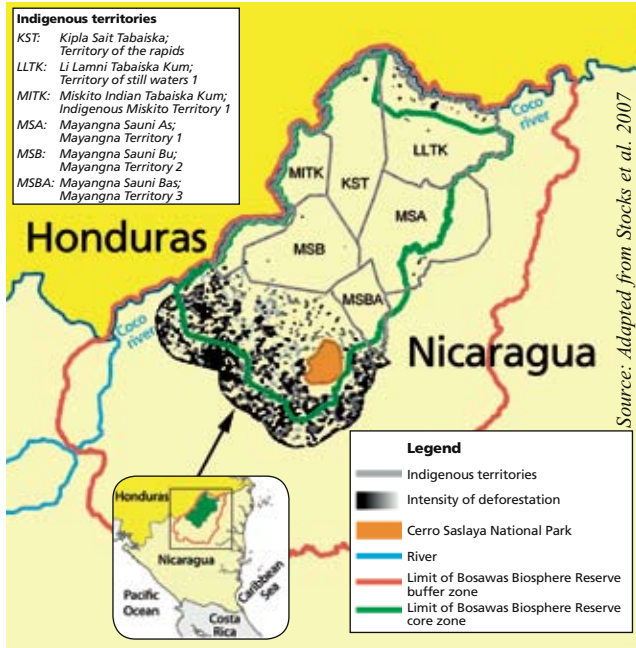 Indigenous territories
KST: Kipla Sait Tabaiska;
Territory of the rapids
LLTK: Li Lamni Tabaiska Kum;
Territory of still waters 1
MITK: Miskito Indian Tabaiska Kum;
Indigenous Miskito Territory 1
MSA: Mayangna Sauni As;
Mayangna Territory 1
MSB: Mayangna Sauni Bu;
Mayangna Territory 2
MSBA: Mayangna Sauni Bas;
Mayangna Territory 3
Coco
river
LLTK
MITK
KST
MSA
Honduras
MSB
MSBA
Coco
river
Nicaragua
Source: Adapted from Stocks et al. 2007
Legend
Indigenous territories
Intensity of deforestation
Cerro Saslaya National Park
River
Limit of Bosawas Biosphere Reserve
buffer zone
Limit of Bosawas Biosphere Reserve
core zone
Honduras
Nicaragua
Pacific
Ocean
Caribbean
Sea
Costa
Rica